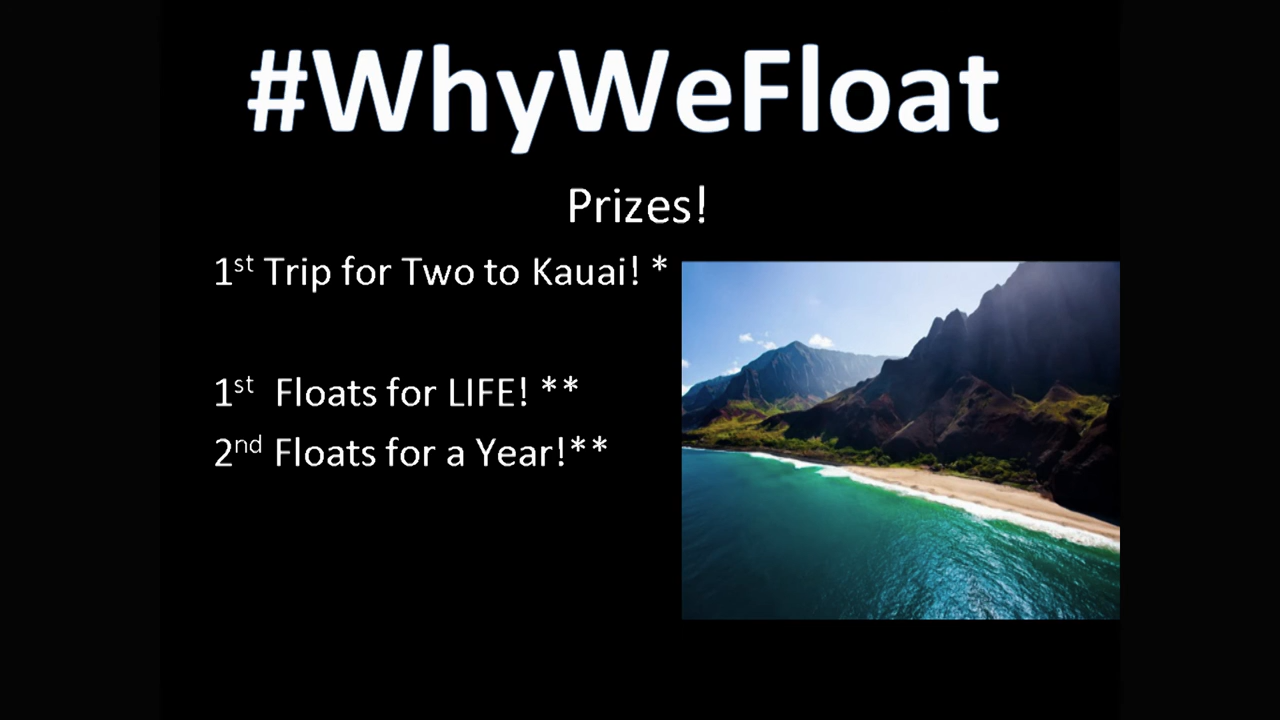 #WhyWeFloat
Prizes!
1st Trip for Two to Kauai! *
1st Floats for LIFE! **
2nd Floats for a Year!**